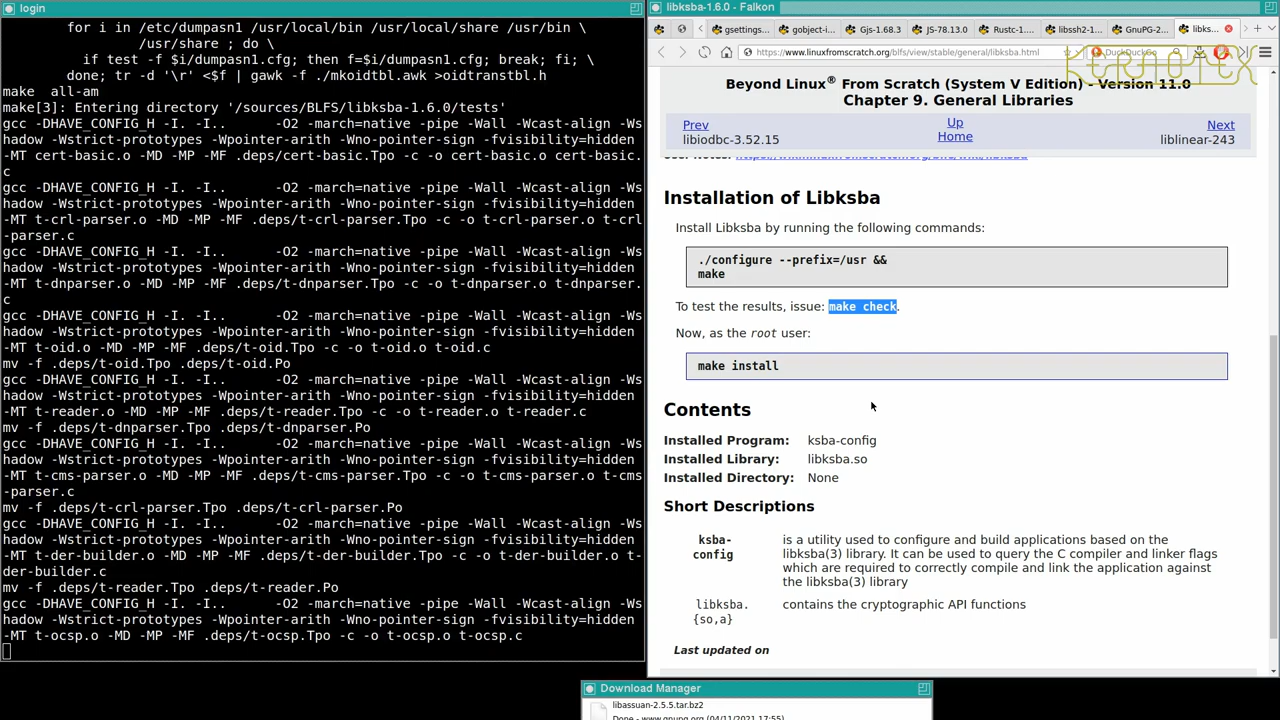 login
for i in /etc/dumpasn1 /usr/local/bin /usr/local/share /usr/bin \
/usr/share ; do \
if test -f $i/dumpasn1.cfg; then f=$i/dumpasn1.cfg; break; fi; \
done; tr -d '\r' <$f | gawk -f ./mkoidtbl.awk >oidtranstbl.h
make  all-am
make[3]: Entering directory '/sources/BLFS/libksba-1.6.0/tests'
gcc -DHAVE_CONFIG_H -I. -I..      -O2 -march=native -pipe -Wall -Wcast-align -Ws
hadow -Wstrict-prototypes -Wpointer-arith -Wno-pointer-sign -fvisibility=hidden
-MT cert-basic.o -MD -MP -MF .deps/cert-basic.Tpo -c -o cert-basic.o cert-basic.
c
gcc -DHAVE_CONFIG_H -I. -I..      -O2 -march=native -pipe -Wall -Wcast-align -Ws
hadow -Wstrict-prototypes -Wpointer-arith -Wno-pointer-sign -fvisibility=hidden
-MT t-crl-parser.o -MD -MP -MF .deps/t-crl-parser.Tpo -c -o t-crl-parser.o t-crl
-parser.c
gcc -DHAVE_CONFIG_H -I. -I..      -O2 -march=native -pipe -Wall -Wcast-align -Ws
hadow -Wstrict-prototypes -Wpointer-arith -Wno-pointer-sign -fvisibility=hidden
-MT t-dnparser.o -MD -MP -MF .deps/t-dnparser.Tpo -c -o t-dnparser.o t-dnparser.
c
gcc -DHAVE_CONFIG_H -I. -I..      -O2 -march=native -pipe -Wall -Wcast-align -Ws
hadow -Wstrict-prototypes -Wpointer-arith -Wno-pointer-sign -fvisibility=hidden
-MT t-oid.o -MD -MP -MF .deps/t-oid.Tpo -c -o t-oid.o t-oid.c
mv -f .deps/t-oid.Tpo .deps/t-oid.Po
gcc -DHAVE_CONFIG_H -I. -I..      -O2 -march=native -pipe -Wall -Wcast-align -Ws
hadow -Wstrict-prototypes -Wpointer-arith -Wno-pointer-sign -fvisibility=hidden
-MT t-reader.o -MD -MP -MF .deps/t-reader.Tpo -c -o t-reader.o t-reader.c
mv -f .deps/t-dnparser.Tpo .deps/t-dnparser.Po
gcc -DHAVE_CONFIG_H -I. -I..      -O2 -march=native -pipe -Wall -Wcast-align -Ws
hadow -Wstrict-prototypes -Wpointer-arith -Wno-pointer-sign -fvisibility=hidden
-MT t-cms-parser.o -MD -MP -MF .deps/t-cms-parser.Tpo -c -o t-cms-parser.o t-cms
-parser.c
mv -f .deps/t-crl-parser.Tpo .deps/t-crl-parser.Po
gcc -DHAVE_CONFIG_H -I. -I..      -O2 -march=native -pipe -Wall -Wcast-align -Ws
hadow -Wstrict-prototypes -Wpointer-arith -Wno-pointer-sign -fvisibility=hidden
-MT t-der-builder.o -MD -MP -MF .deps/t-der-builder.Tpo -c -o t-der-builder.o t-
der-builder.c
mv -f .deps/t-reader.Tpo .deps/t-reader.Po
gcc -DHAVE_CONFIG_H -I. -I..      -O2 -march=native -pipe -Wall -Wcast-align -Ws
hadow -Wstrict-prototypes -Wpointer-arith -Wno-pointer-sign -fvisibility=hidden
-MT t-ocsp.o -MD -MP -MF .deps/t-ocsp.Tpo -c -o t-ocsp.o t-ocsp.c
libksba-1.6.0 - Falkon
gsettings... gobject-i... Gjs-1.68.3 JS-78.13.0 Rustc-1.... libssh2-1... GnuPG-2... libks...
https://www.linuxfromscratch.org/blfs/view/stable/general/libksba.html DuckDuckGo
KERNOTEX
Beyond Linux® From Scratch (System V Edition) - Version 11.0
Chapter 9. General Libraries
Prev Up Next
libiodbc-3.52.15 Home liblinear-243
Installation of Libksba
Install Libksba by running the following commands:
./configure --prefix=/usr &&
make
To test the results, issue: make check.
Now, as the root user:
make install
Contents
Installed Program: ksba-config
Installed Library: libksba.so
Installed Directory: None
Short Descriptions
ksba-config is a utility used to configure and build applications based on the
libksba(3) library. It can be used to query the C compiler and linker flags
which are required to correctly compile and link the application against
the libksba(3) library
libksba. contains the cryptographic API functions
{so,a}
Last updated on
Download Manager
libassuan-2.5.5.tar.bz2
Done - www.gnupg.org (04/11/2021 17:55)